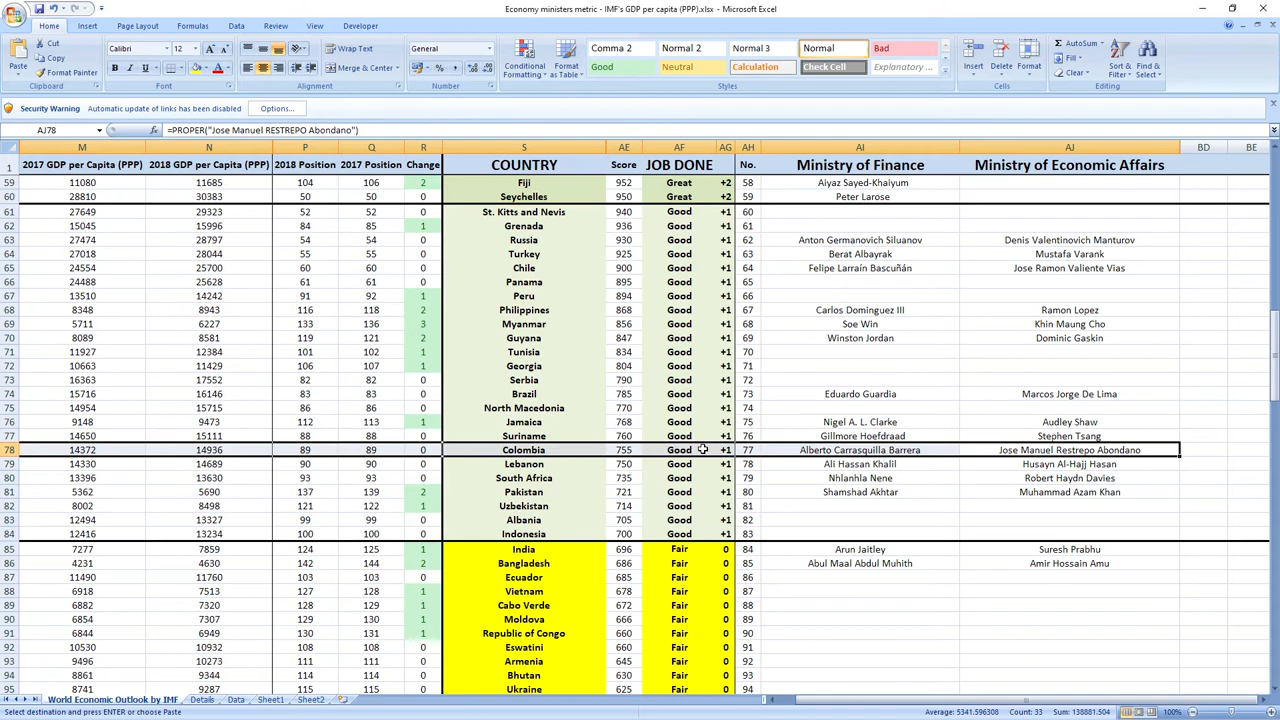 Economy ministers metric - IMF's GDP per capita (PPP).xlsx - Microsoft Excel
Home Insert Page Layout Formulas Data Review View Developer
Cut Calibri 12 Wrap Text General Comma 2 Normal 2 Normal 3 Normal Bad AutoSum
Paste Copy Format Painter Merge & Center Conditional Formatting Format as Table Good Neutral Calculation Check Cell Explanatory ... Insert Delete Format Fill Clear Sort & Filter Find & Select
Clipboard Font Alignment Number Styles Cells Editing
Security Warning Automatic update of links has been disabled Options...
AJ78 =PROPER("Jose Manuel RESTREPO Abondano")
M N P Q R S AE AF AG AH AI AJ BD BE
1 2017 GDP per Capita (PPP) 2018 GDP per Capita (PPP) 2018 Position 2017 Position Change COUNTRY Score JOB DONE No. Ministry of Finance Ministry of Economic Affairs
59 11080 11685 104 106 2 Fiji 952 Great +2 58 Aiyaz Sayed-Khaiyum
60 28810 30383 50 50 0 Seychelles 950 Great +2 59 Peter Larose
61 27649 29323 52 52 0 St. Kitts and Nevis 940 Good +1 60
62 15045 15996 84 85 1 Grenada 936 Good +1 61
63 27474 28797 54 54 0 Russia 930 Good +1 62 Anton Germanovich Siluanov Denis Valentinovich Manturov
64 27018 28044 55 55 0 Turkey 925 Good +1 63 Berat Albayrak Mustafa Varank
65 24554 25700 60 60 0 Chile 900 Good +1 64 Felipe Larraín Bascuñán Jose Ramon Valiente Vias
66 24488 25628 61 61 0 Panama 895 Good +1 65
67 13510 14242 91 92 1 Peru 894 Good +1 66
68 8348 8943 116 118 2 Philippines 868 Good +1 67 Carlos Dominguez III Ramon Lopez
69 5711 6227 133 136 3 Myanmar 856 Good +1 68 Soe Win Khin Maung Cho
70 8089 8581 119 121 2 Guyana 844 Good +1 69 Winston Jordan Dominic Gaskin
71 11927 12384 101 102 1 Tunisia 834 Good +1 70
72 10663 11429 106 107 1 Georgia 816 Good +1 71
73 16363 17552 82 82 0 Serbia 790 Good +1 72
74 15716 16146 83 83 0 Brazil 785 Good +1 73 Eduardo Guardia Marcos Jorge De Lima
75 14954 15715 86 86 0 North Macedonia 770 Good +1 74
76 9148 9473 112 113 1 Jamaica 768 Good +1 75 Nigel A. L. Clarke Audley Shaw
77 14650 15111 88 88 0 Suriname 760 Good +1 76 Gillmore Hoefdraad Stephen Tsang
78 14372 14936 89 89 0 Colombia 755 Good +1 77 Alberto Carrasquilla Barrera Jose Manuel Restrepo Abondano
79 14330 14689 90 90 0 Lebanon 750 Good +1 78 Ali Hassan Khalil Husayn Al-Hajj Hasan
80 13396 13630 93 93 0 South Africa 735 Good +1 79 Nhlanhla Nene Robert Haydn Davies
81 5362 5690 137 139 2 Pakistan 721 Good +1 80 Shamshad Akhtar Muhammad Azam Khan
82 8002 8498 121 122 1 Uzbekistan 714 Good +1 81
83 12494 13327 99 99 0 Albania 705 Good +1 82
84 12416 13234 100 100 0 Indonesia 700 Good +1 83
85 7277 7859 124 125 1 India 696 Fair 0 84 Arun Jaitley Suresh Prabhu
86 4231 4630 142 144 2 Bangladesh 686 Fair 0 85 Abul Maal Abdul Muhith Amir Hossain Amu
87 11490 11760 103 103 0 Ecuador 685 Fair 0 86
88 6918 7513 127 128 1 Vietnam 678 Fair 0 87
89 6882 7320 128 129 1 Cabo Verde 672 Fair 0 88
90 6854 7307 129 130 1 Moldova 666 Fair 0 89
91 6844 6949 130 131 1 Republic of Congo 660 Fair 0 90
92 10530 10932 108 108 0 Eswatini 660 Fair 0 91
93 9496 10273 111 111 0 Armenia 645 Fair 0 92
94 8861 9344 114 114 0 Bhutan 630 Fair 0 93
95 8741 9287 115 115 0 Ukraine 625 Fair 0 94
World Economic Outlook by IMF Details Data Sheet1 Sheet2
Select destination and press ENTER or choose Paste Average: 5341.596308 Count: 33 Sum: 138881.504 100%